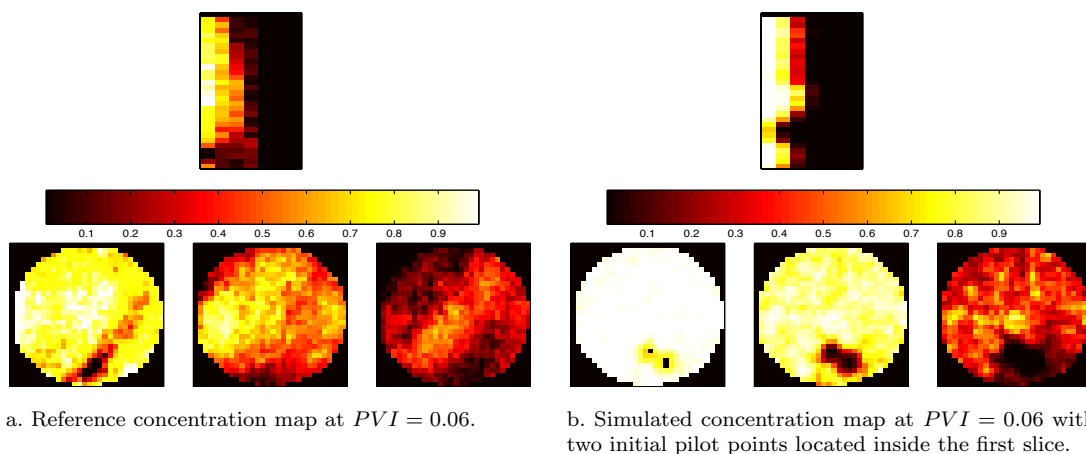 0.1 0.2 0.3 0.4 0.5 0.6 0.7 0.8 0.9
0.1 0.2 0.3 0.4 0.5 0.6 0.7 0.8 0.9
a. Reference concentration map at PVI = 0.06.
b. Simulated concentration map at PVI = 0.06 with
two initial pilot points located inside the first slice.